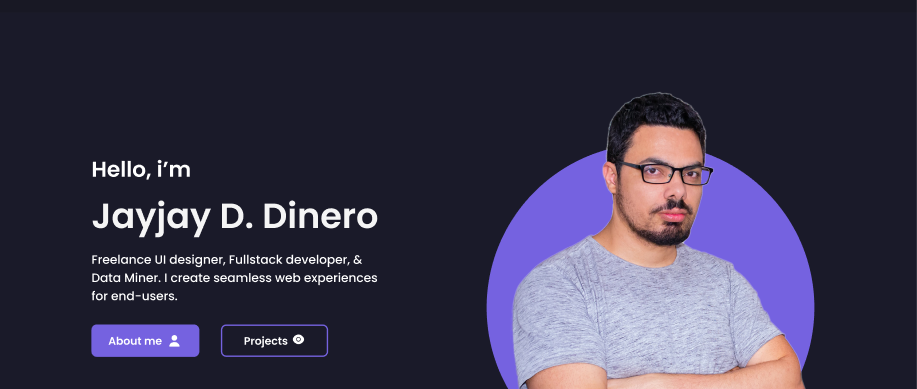 Hello, i’m
Jayjay D. Dinero
Freelance UI designer, Fullstack developer, &
Data Miner. I create seamless web experiences
for end-users.
About me
Projects